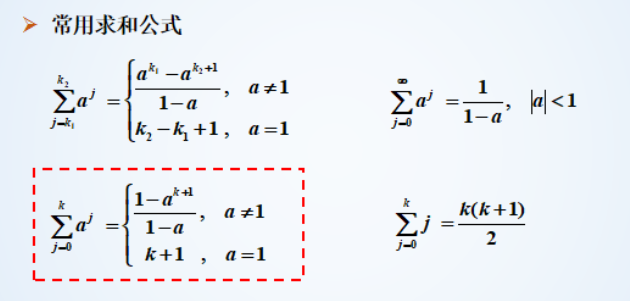 ➤ 常用求和公式
$\sum_{j=k_1}^{k_2} a^j = \begin{cases} \frac{a^{k_1}-a^{k_2+1}}{1-a}, & a \neq 1 \\ k_2-k_1+1, & a=1 \end{cases}$
$\sum_{j=0}^{\infty} a^j = \frac{1}{1-a}, \quad |a|<1$
$\sum_{j=0}^{k} a^j = \begin{cases} \frac{1-a^{k+1}}{1-a}, & a \neq 1 \\ k+1, & a=1 \end{cases}$
$\sum_{j=0}^{k} j = \frac{k(k+1)}{2}$